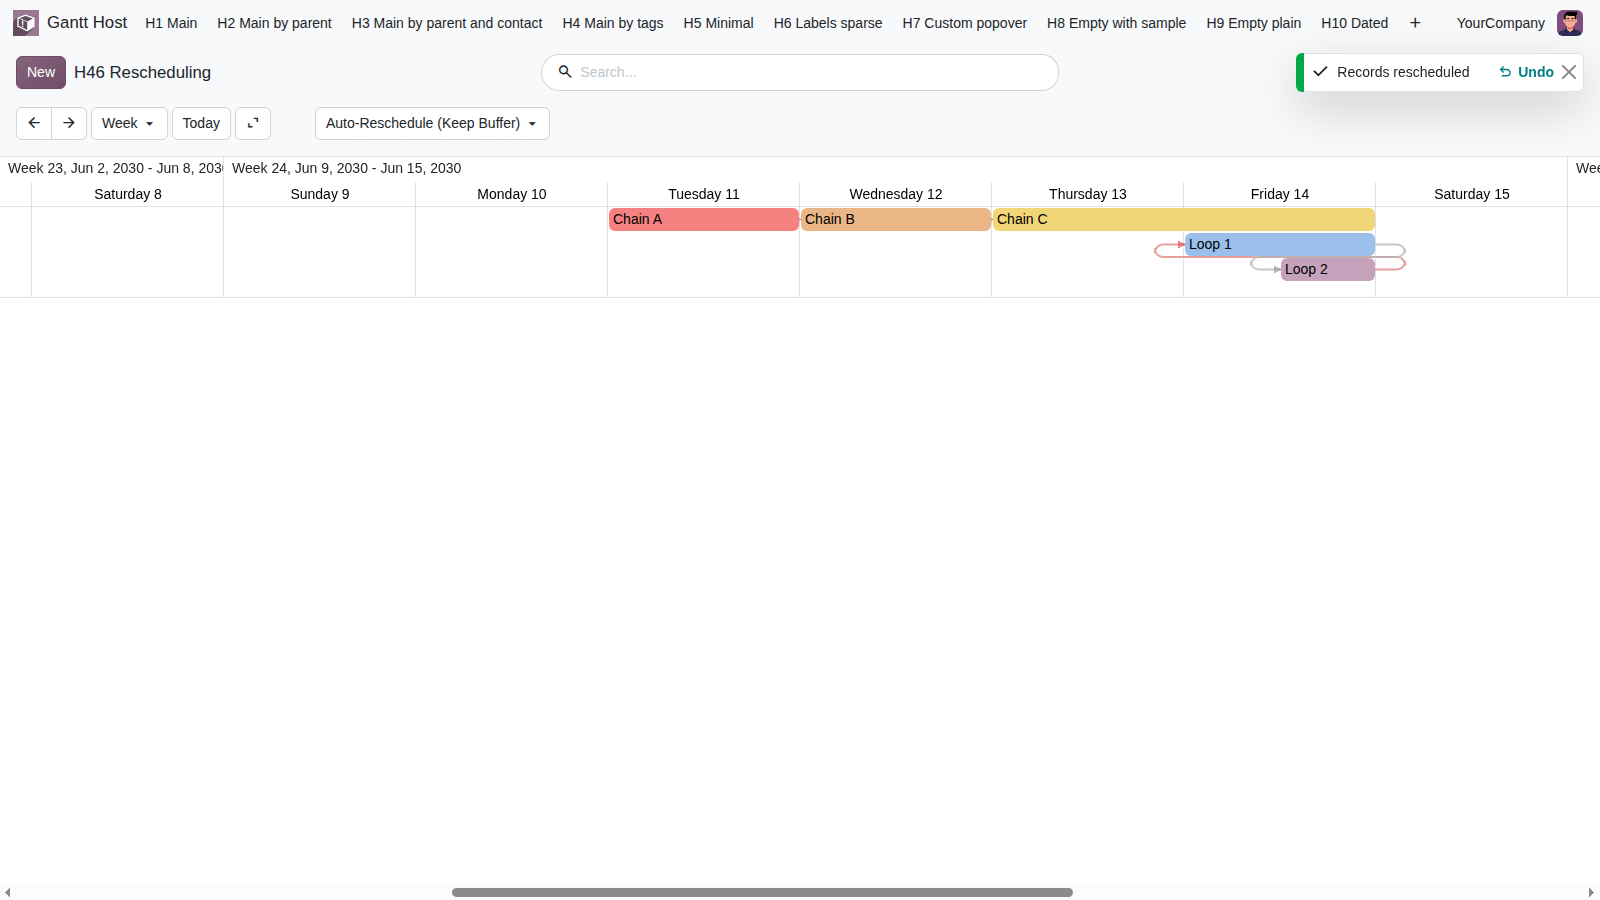 Gantt Host H1 Main H2 Main by parent H3 Main by parent and contact H4 Main by tags H5 Minimal H6 Labels sparse H7 Custom popover H8 Empty with sample H9 Empty plain H10 Dated + YourCompany
New H46 Rescheduling Search... Records rescheduled Undo
Week Today Auto-Reschedule (Keep Buffer)
Week 23, Jun 2, 2030 - Jun 8, 203 Week 24, Jun 9, 2030 - Jun 15, 2030 Wee
Saturday 8 Sunday 9 Monday 10 Tuesday 11 Wednesday 12 Thursday 13 Friday 14 Saturday 15
Chain A Chain B Chain C
Loop 1
Loop 2